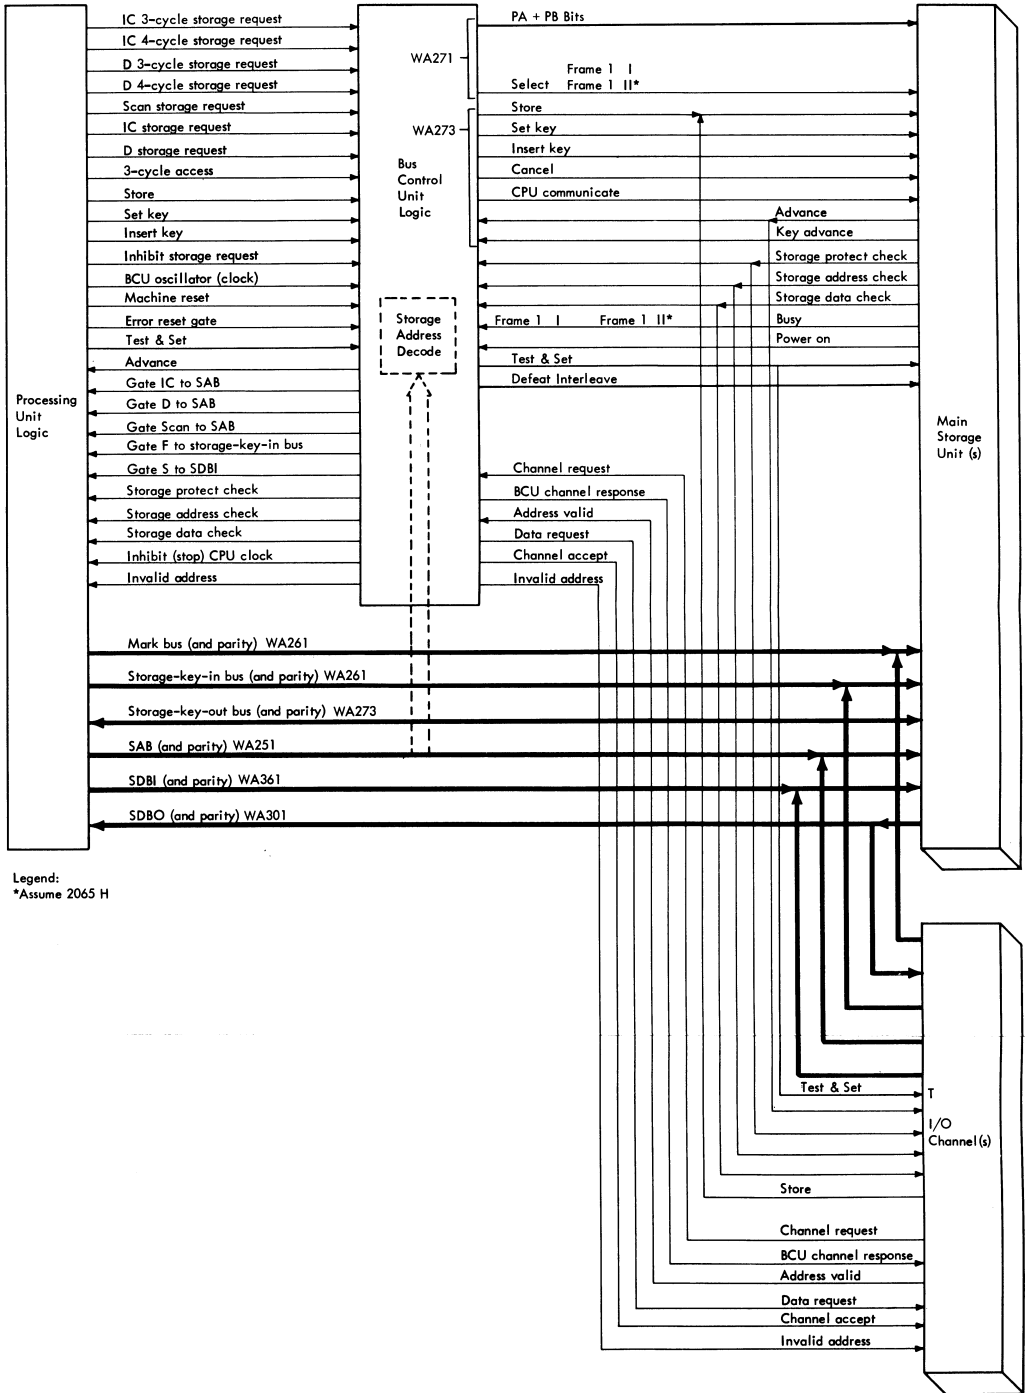 IC 3-cycle storage request
IC 4-cycle storage request
D 3-cycle storage request
D 4-cycle storage request
Scan storage request
IC storage request
D storage request
3-cycle access
Store
Set key
Insert key
Inhibit storage request
BCU oscillator (clock)
Machine reset
Error reset gate
Test & Set
Advance
Gate IC to SAB
Gate D to SAB
Gate Scan to SAB
Gate F to storage-key-in bus
Gate S to SDBI
Storage protect check
Storage address check
Storage data check
Inhibit (stop) CPU clock
Invalid address
Processing
Unit
Logic
WA271
WA273
Bus
Control
Unit
Logic
Storage
Address
Decode
PA + PB Bits
Frame 1 I
Select Frame 1 II*
Store
Set key
Insert key
Cancel
CPU communicate
Advance
Key advance
Storage protect check
Storage address check
Storage data check
Frame 1 I Frame 1 II* Busy
Power on
Test & Set
Defeat Interleave
Main
Storage
Unit (s)
Channel request
BCU channel response
Address valid
Data request
Channel accept
Invalid address
Mark bus (and parity) WA261
Storage-key-in bus (and parity) WA261
Storage-key-out bus (and parity) WA273
SAB (and parity) WA251
SDBI (and parity) WA361
SDBO (and parity) WA301
Legend:
*Assume 2065 H
Test & Set
T
I/O
Channel (s)
Store
Channel request
BCU channel response
Address valid
Data request
Channel accept
Invalid address